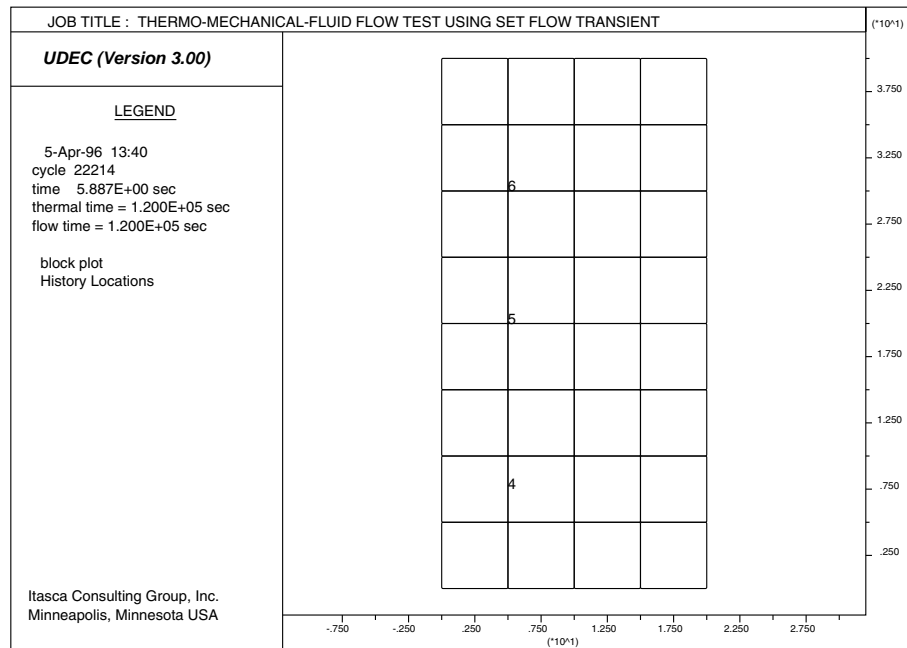 JOB TITLE : THERMO-MECHANICAL-FLUID FLOW TEST USING SET FLOW TRANSIENT
(*10^1)
UDEC (Version 3.00)
LEGEND
5-Apr-96 13:40
cycle 22214
time 5.887E+00 sec
thermal time = 1.200E+05 sec
flow time = 1.200E+05 sec
block plot
History Locations
Itasca Consulting Group, Inc.
Minneapolis, Minnesota USA
6
5
4
3.750
3.250
2.750
2.250
1.750
1.250
.750
.250
-.750 -.250 .250 .750 1.250 1.750 2.250 2.750
(*10^1)